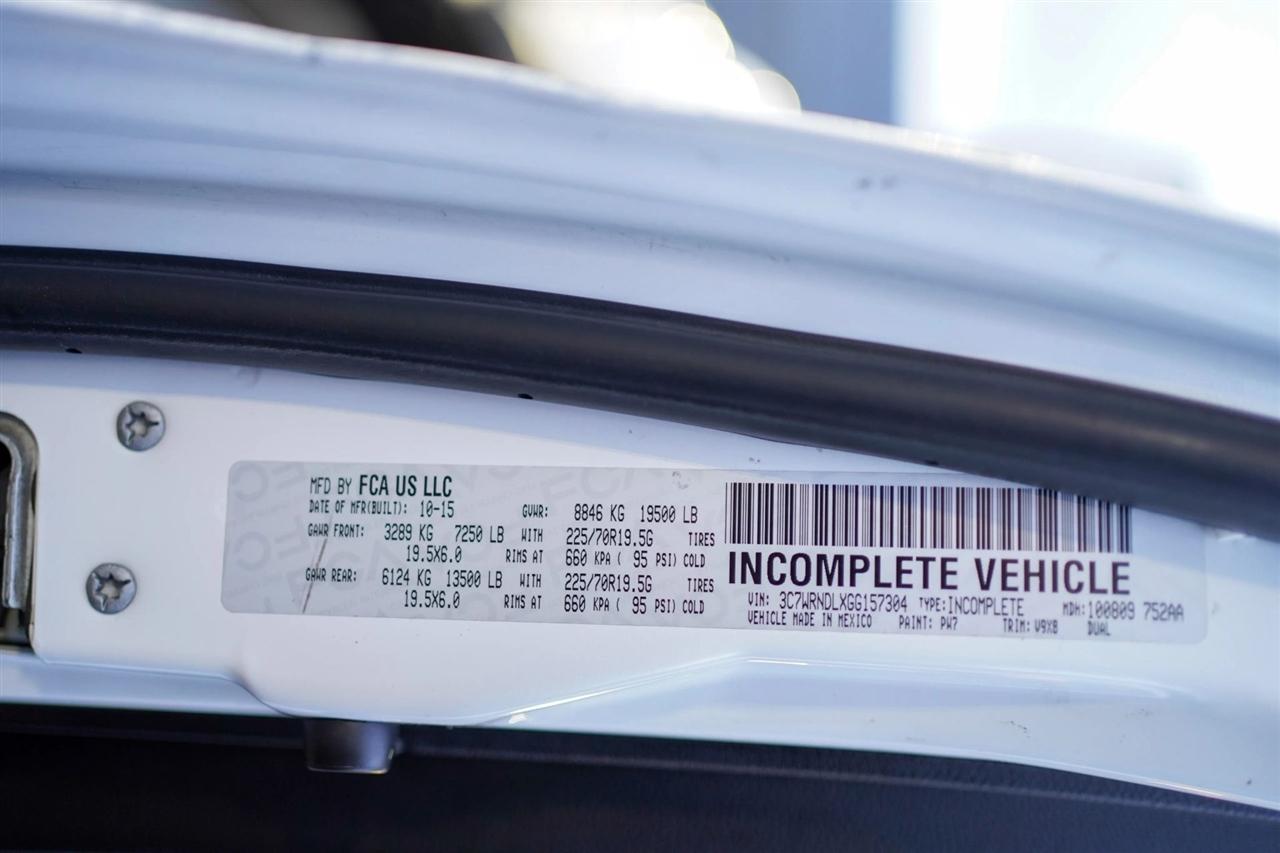 MFD BY FCA US LLC
DATE OF MFR(BUILT): 10-15 GVWR: 8846 KG 19500 LB
GAWR FRONT: 3289 KG 7250 LB WITH 225/70R19.5G TIRES
19.5X6.0 RIMS AT 660 KPA ( 95 PSI) COLD
GAWR REAR: 6124 KG 13500 LB WITH 225/70R19.5G TIRES
19.5X6.0 RIMS AT 660 KPA ( 95 PSI) COLD
INCOMPLETE VEHICLE
VIN: 3C7WRNDLXGG157304 TYPE: INCOMPLETE MDH: 100809 752AA
VEHICLE MADE IN MEXICO PAINT: PW7 TRIM: V9X8 DUAL